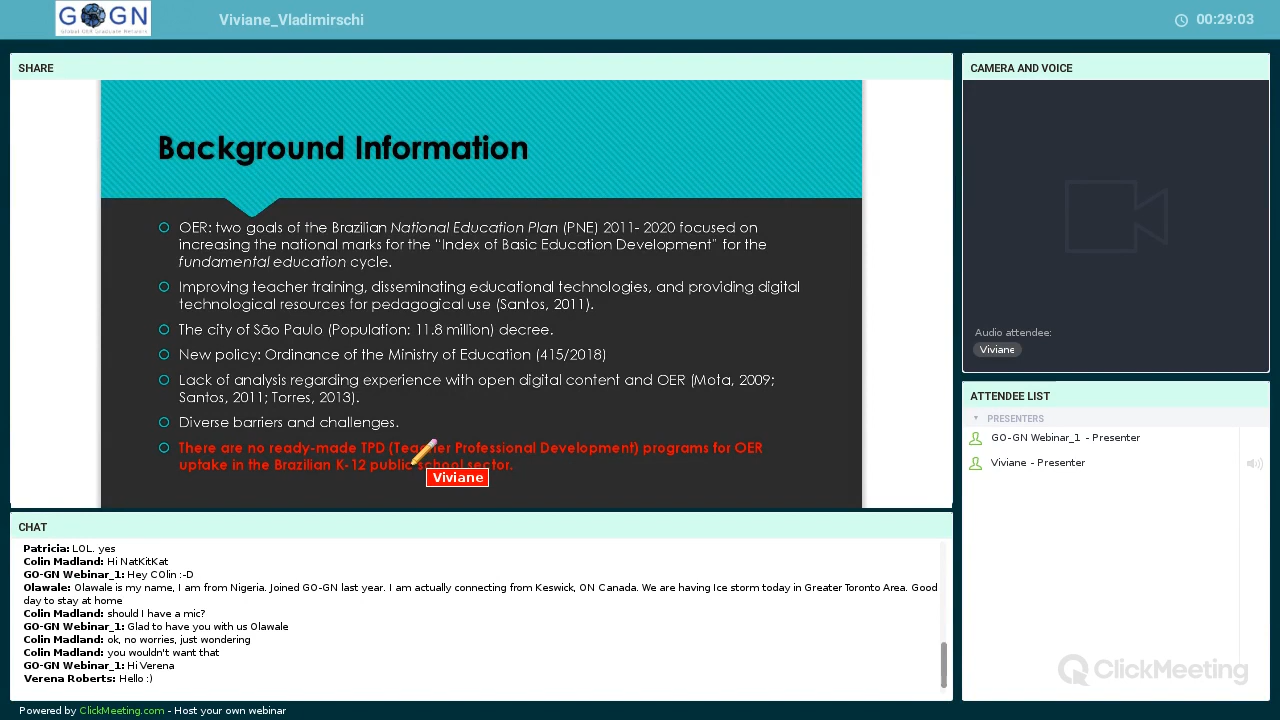 GOGN
Global OER Graduate Network
Viviane_Vladimirschi
00:29:03
SHARE
Background Information
OER: two goals of the Brazilian National Education Plan (PNE) 2011- 2020 focused on
increasing the national marks for the “Index of Basic Education Development” for the
fundamental education cycle.
Improving teacher training, disseminating educational technologies, and providing digital
technological resources for pedagogical use (Santos, 2011).
The city of São Paulo (Population: 11.8 million) decree.
New policy: Ordinance of the Ministry of Education (415/2018)
Lack of analysis regarding experience with open digital content and OER (Mota, 2009;
Santos, 2011; Torres, 2013).
Diverse barriers and challenges.
There are no ready-made TPD (Teacher Professional Development) programs for OER
uptake in the Brazilian K-12 public school sector.
Viviane
CAMERA AND VOICE
Audio attendee:
Viviane
ATTENDEE LIST
PRESENTERS
GO-GN Webinar_1 - Presenter
Viviane - Presenter
ClickMeeting
CHAT
Patricia: LOL. yes
Colin Madland: Hi NatKitKat
GO-GN Webinar_1: Hey COlin :-D
Olawale: Olawale is my name, I am from Nigeria. Joined GO-GN last year. I am actually connecting from Keswick, ON Canada. We are having Ice storm today in Greater Toronto Area. Good
day to stay at home
Colin Madland: should I have a mic?
GO-GN Webinar_1: Glad to have you with us Olawale
Colin Madland: ok, no worries, just wondering
Colin Madland: you wouldn't want that
GO-GN Webinar_1: Hi Verena
Verena Roberts: Hello :)
Powered by ClickMeeting.com - Host your own webinar